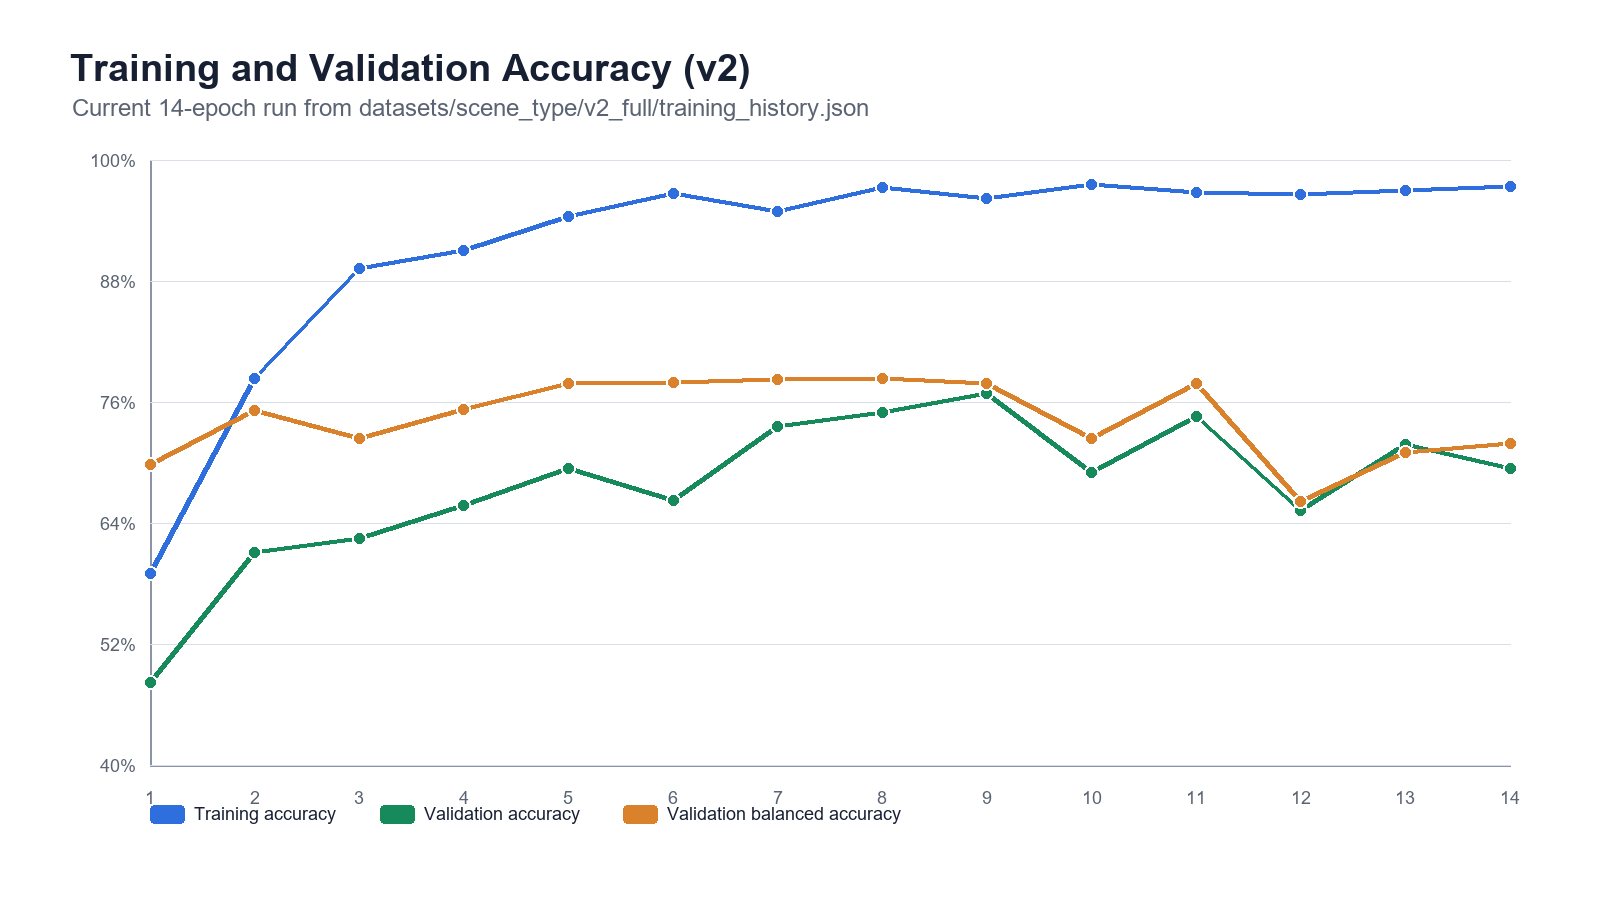 Training and Validation Accuracy (v2)
Current 14-epoch run from datasets/scene_type/v2_full/training_history.json
100%
88%
76%
64%
52%
40%
1 2 3 4 5 6 7 8 9 10 11 12 13 14
Training accuracy Validation accuracy Validation balanced accuracy